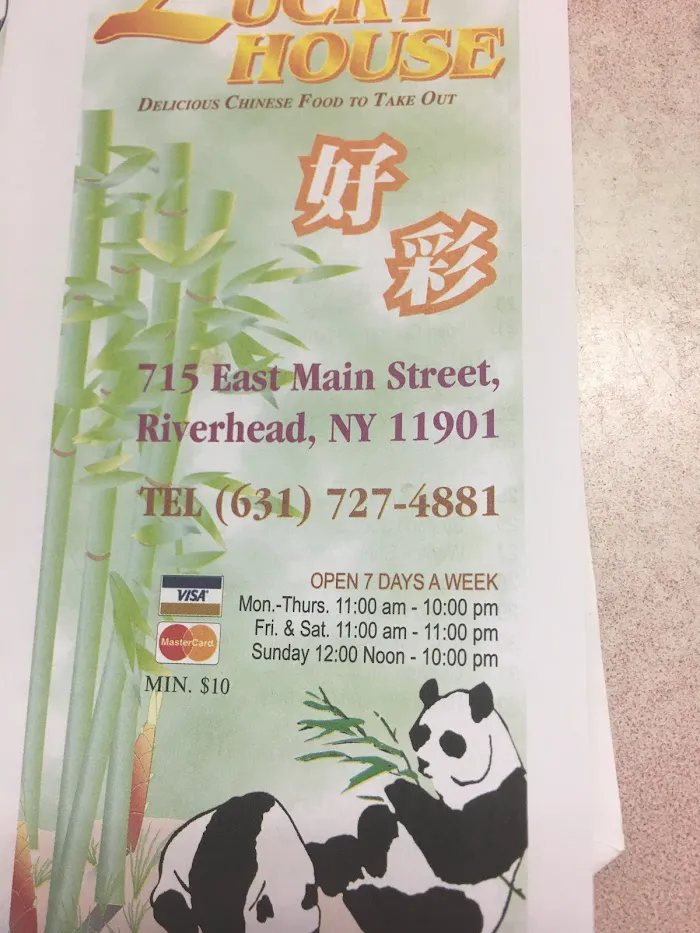 LUCKY
HOUSE
DELICIOUS CHINESE FOOD TO TAKE OUT
好
彩
715 East Main Street,
Riverhead, NY 11901
TEL (631) 727-4881
OPEN 7 DAYS A WEEK
VISA
Mon.-Thurs. 11:00 am - 10:00 pm
Fri. & Sat. 11:00 am - 11:00 pm
MasterCard
Sunday 12:00 Noon - 10:00 pm
MIN. $10